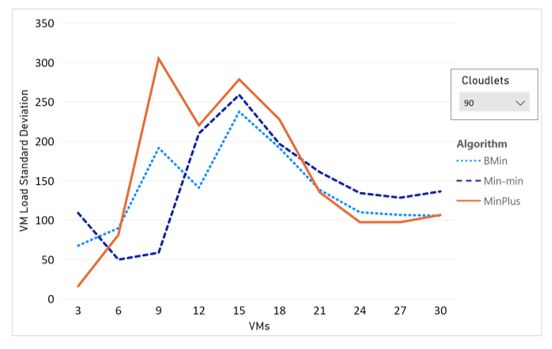 350
300
250
200
150
100
50
0
VM Load Standard Deviation
3 6 9 12 15 18 21 24 27 30
VMs
Cloudlets
90
Algorithm
BMin
Min-min
MinPlus